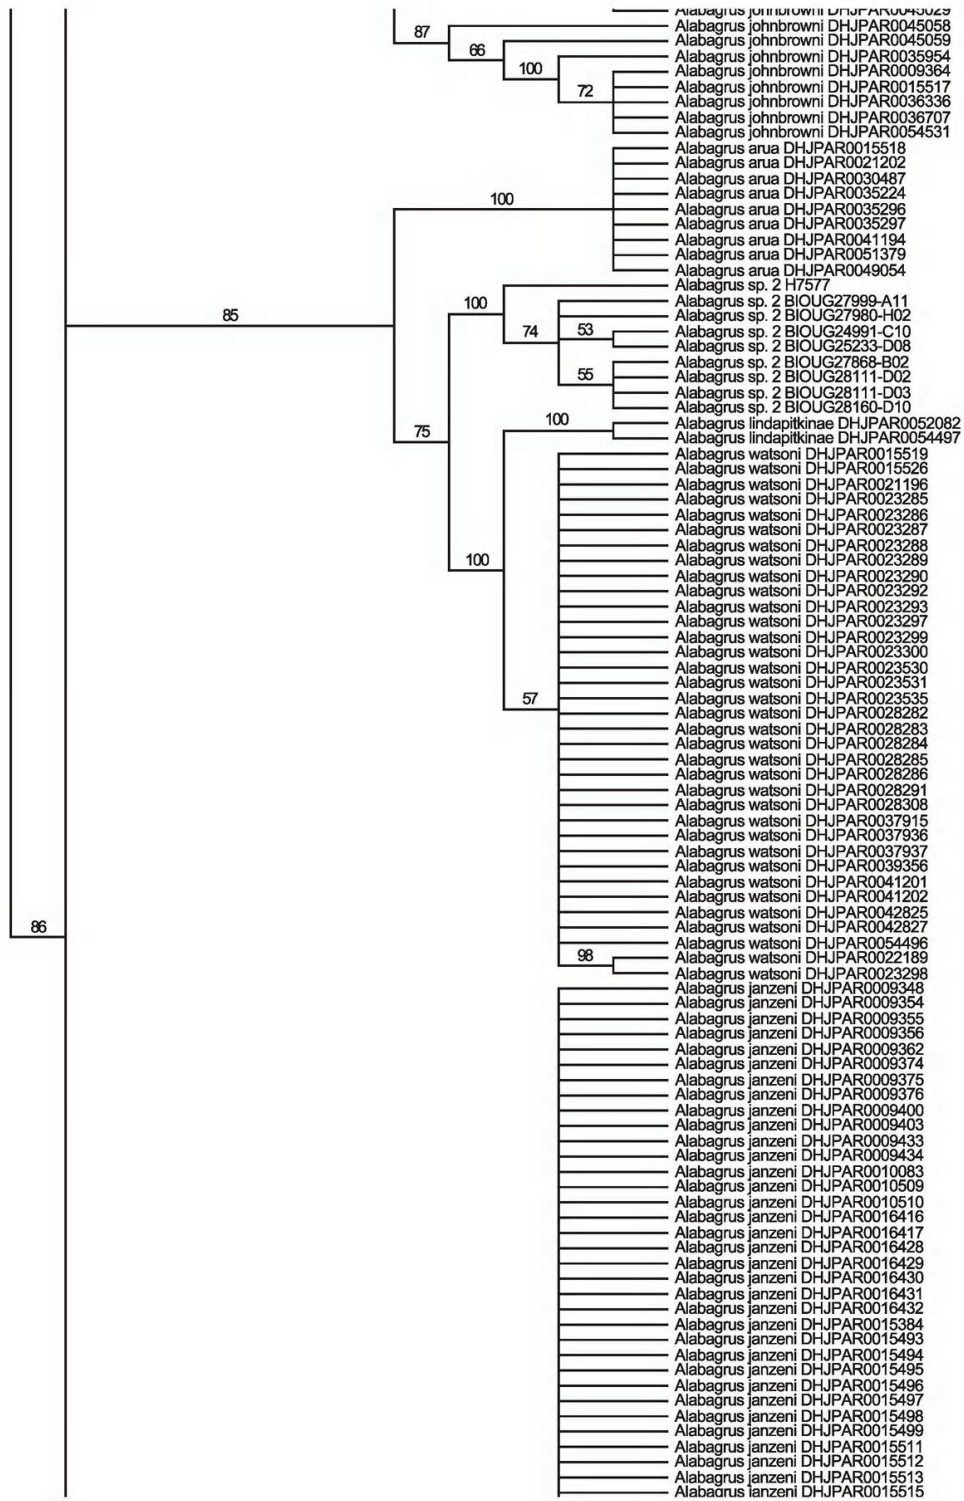 Alabagrus johnbrowni DHJPAR0045029
87
Alabagrus johnbrowni DHJPAR0045058
66
Alabagrus johnbrowni DHJPAR0045059
100
Alabagrus johnbrowni DHJPAR0035954
Alabagrus johnbrowni DHJPAR0009364
72
Alabagrus johnbrowni DHJPAR0015517
Alabagrus johnbrowni DHJPAR0036336
Alabagrus johnbrowni DHJPAR0036707
Alabagrus johnbrowni DHJPAR0054531
Alabagrus arua DHJPAR0015518
Alabagrus arua DHJPAR0021202
Alabagrus arua DHJPAR0030487
Alabagrus arua DHJPAR0035224
100
Alabagrus arua DHJPAR0035296
Alabagrus arua DHJPAR0035297
Alabagrus arua DHJPAR0041194
Alabagrus arua DHJPAR0051379
Alabagrus arua DHJPAR0049054
Alabagrus sp. 2 H7577
100
Alabagrus sp. 2 BIOUG27999-A11
85
Alabagrus sp. 2 BIOUG27980-H02
74
53
Alabagrus sp. 2 BIOUG24991-C10
Alabagrus sp. 2 BIOUG25233-D08
Alabagrus sp. 2 BIOUG27868-B02
55
Alabagrus sp. 2 BIOUG28111-D02
Alabagrus sp. 2 BIOUG28111-D03
Alabagrus sp. 2 BIOUG28160-D10
75
100
Alabagrus lindapitkinae DHJPAR0052082
Alabagrus lindapitkinae DHJPAR0054497
Alabagrus watsoni DHJPAR0015519
Alabagrus watsoni DHJPAR0015526
Alabagrus watsoni DHJPAR0021196
Alabagrus watsoni DHJPAR0023285
Alabagrus watsoni DHJPAR0023286
Alabagrus watsoni DHJPAR0023287
Alabagrus watsoni DHJPAR0023288
100
Alabagrus watsoni DHJPAR0023289
Alabagrus watsoni DHJPAR0023290
Alabagrus watsoni DHJPAR0023292
Alabagrus watsoni DHJPAR0023293
Alabagrus watsoni DHJPAR0023297
Alabagrus watsoni DHJPAR0023299
Alabagrus watsoni DHJPAR0023300
Alabagrus watsoni DHJPAR0023530
Alabagrus watsoni DHJPAR0023531
57
Alabagrus watsoni DHJPAR0023535
Alabagrus watsoni DHJPAR0028282
Alabagrus watsoni DHJPAR0028283
Alabagrus watsoni DHJPAR0028284
Alabagrus watsoni DHJPAR0028285
Alabagrus watsoni DHJPAR0028286
Alabagrus watsoni DHJPAR0028291
Alabagrus watsoni DHJPAR0028308
Alabagrus watsoni DHJPAR0037915
Alabagrus watsoni DHJPAR0037936
Alabagrus watsoni DHJPAR0037937
Alabagrus watsoni DHJPAR0039356
Alabagrus watsoni DHJPAR0041201
Alabagrus watsoni DHJPAR0041202
Alabagrus watsoni DHJPAR0042825
86
Alabagrus watsoni DHJPAR0042827
Alabagrus watsoni DHJPAR0054496
98
Alabagrus watsoni DHJPAR0022189
Alabagrus watsoni DHJPAR0023298
Alabagrus janzeni DHJPAR0009348
Alabagrus janzeni DHJPAR0009354
Alabagrus janzeni DHJPAR0009355
Alabagrus janzeni DHJPAR0009356
Alabagrus janzeni DHJPAR0009362
Alabagrus janzeni DHJPAR0009374
Alabagrus janzeni DHJPAR0009375
Alabagrus janzeni DHJPAR0009376
Alabagrus janzeni DHJPAR0009400
Alabagrus janzeni DHJPAR0009403
Alabagrus janzeni DHJPAR0009433
Alabagrus janzeni DHJPAR0009434
Alabagrus janzeni DHJPAR0010083
Alabagrus janzeni DHJPAR0010509
Alabagrus janzeni DHJPAR0010510
Alabagrus janzeni DHJPAR0016416
Alabagrus janzeni DHJPAR0016417
Alabagrus janzeni DHJPAR0016428
Alabagrus janzeni DHJPAR0016429
Alabagrus janzeni DHJPAR0016430
Alabagrus janzeni DHJPAR0016431
Alabagrus janzeni DHJPAR0016432
Alabagrus janzeni DHJPAR0015384
Alabagrus janzeni DHJPAR0015493
Alabagrus janzeni DHJPAR0015494
Alabagrus janzeni DHJPAR0015495
Alabagrus janzeni DHJPAR0015496
Alabagrus janzeni DHJPAR0015497
Alabagrus janzeni DHJPAR0015498
Alabagrus janzeni DHJPAR0015499
Alabagrus janzeni DHJPAR0015511
Alabagrus janzeni DHJPAR0015512
Alabagrus janzeni DHJPAR0015513
Alabagrus janzeni DHJPAR0015515